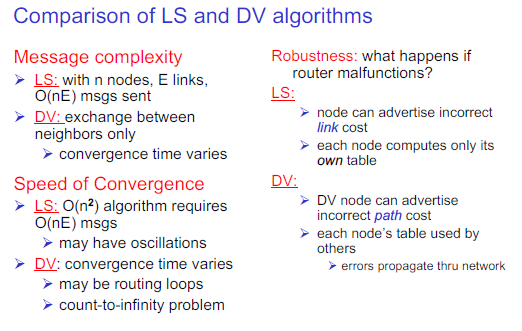 Comparison of LS and DV algorithms
Message complexity
➢ LS: with n nodes, E links,
O(nE) msgs sent
➢ DV: exchange between
neighbors only
➢ convergence time varies
Speed of Convergence
➢ LS: O(n²) algorithm requires
O(nE) msgs
➢ may have oscillations
➢ DV: convergence time varies
➢ may be routing loops
➢ count-to-infinity problem
Robustness: what happens if
router malfunctions?
LS:
➢ node can advertise incorrect
link cost
➢ each node computes only its
own table
DV:
➢ DV node can advertise
incorrect path cost
➢ each node's table used by
others
➢ errors propagate thru network